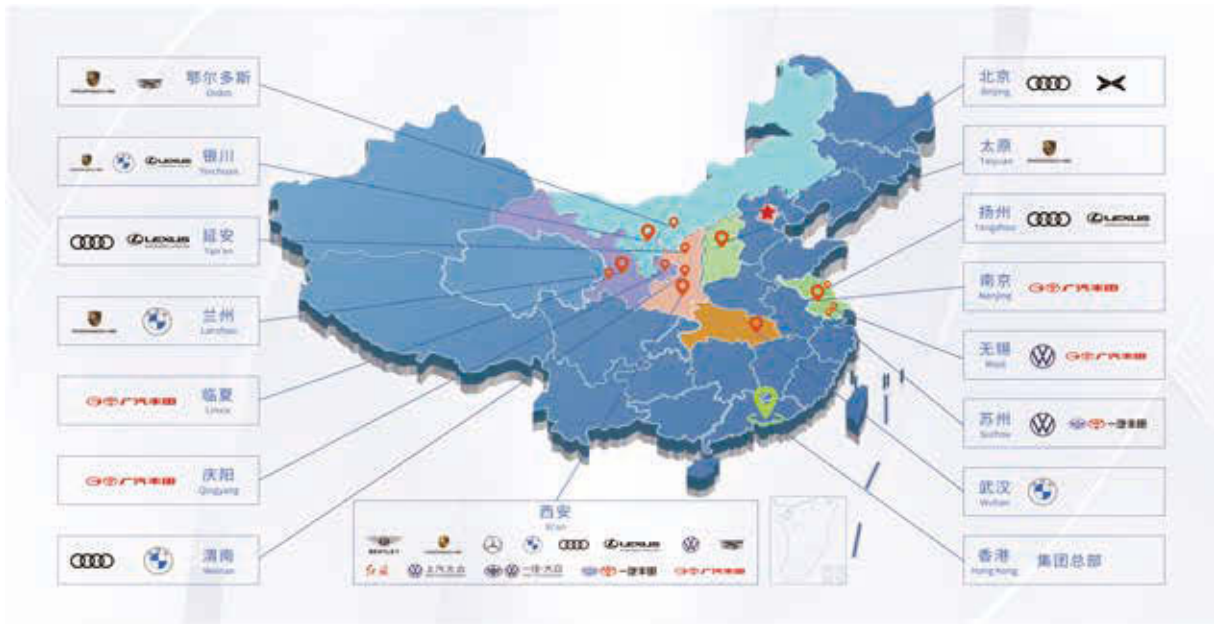 鄂尔多斯
Ordos
银川
Yinchuan
LEXUS
延安
Yan'an
LEXUS
兰州
Lanzhou
临夏
Linxia
广汽丰田
庆阳
Qingyang
广汽丰田
渭南
Weinan
西安
Xi'an
BENTLEY
LEXUS
红旗
上汽大众
一汽-大众
一汽丰田
广汽丰田
北京
Beijing
太原
Taiyuan
扬州
Yangzhou
LEXUS
南京
Nanjing
广汽丰田
无锡
Wuxi
广汽丰田
苏州
Suzhou
一汽丰田
武汉
Wuhan
香港
Hong Kong
集团总部